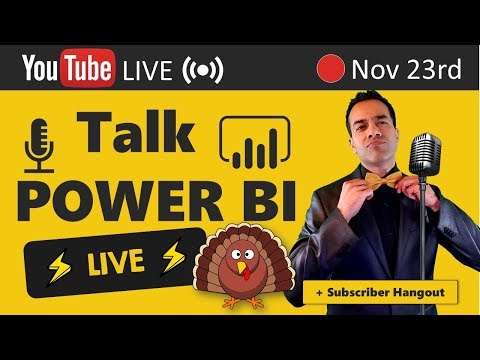 YouTube LIVE
Nov 23rd
Talk
POWER BI
LIVE
+ Subscriber Hangout